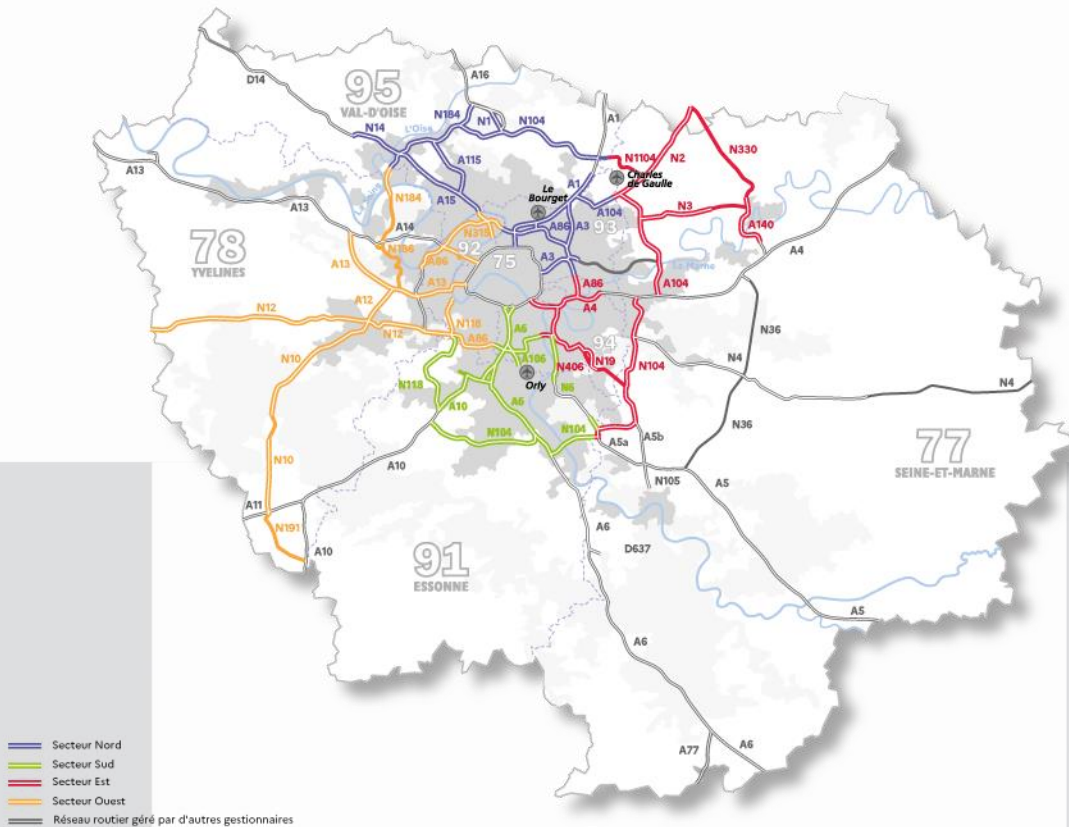 A16
D14
95
VAL-D'OISE
N184
N1
N104
A1
N14
L'Oise
N1104
N2
N330
A13
A115
Charles
de Gaulle
Le
Bourget
A1
N184
A15
A104
N3
A13
A14
N315
A86
A3
93
A140
78
YVELINES
N186
92
A86
75
A3
La Marne
A4
A13
A13
A86
A104
A12
A4
N12
N12
N118
A6
A86
94
N36
N10
A106
N19
N4
N118
Orly
N406
N104
N4
A10
A6
N6
N104
N104
A5a
A5b
N36
77
SEINE-ET-MARNE
N10
A10
N105
A5
A11
N191
A6
A10
D637
91
ESSONNE
A5
A6
A77
A6
Secteur Nord
Secteur Sud
Secteur Est
Secteur Ouest
Réseau routier géré par d'autres gestionnaires